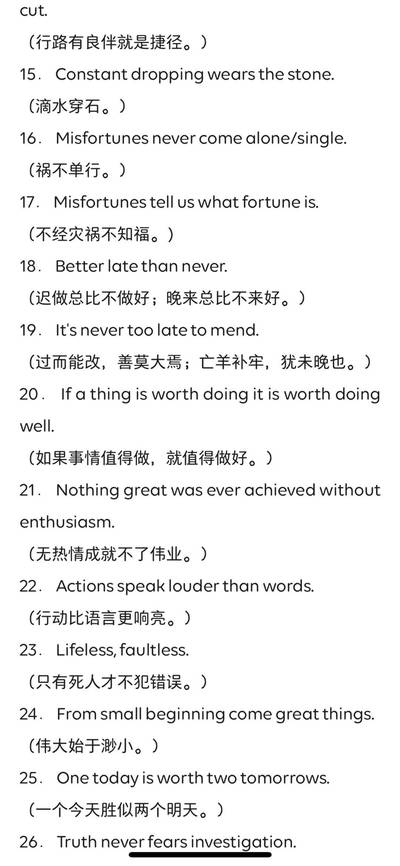 cut.
（行路有良伴就是捷径。）
15． Constant dropping wears the stone.
（滴水穿石。）
16． Misfortunes never come alone/single.
（祸不单行。）
17． Misfortunes tell us what fortune is.
（不经灾祸不知福。）
18． Better late than never.
（迟做总比不做好；晚来总比不来好。）
19． It's never too late to mend.
（过而能改，善莫大焉；亡羊补牢，犹未晚也。）
20． If a thing is worth doing it is worth doing
well.
（如果事情值得做，就值得做好。）
21． Nothing great was ever achieved without
enthusiasm.
（无热情成就不了伟业。）
22． Actions speak louder than words.
（行动比语言更响亮。）
23． Lifeless, faultless.
（只有死人才不犯错误。）
24． From small beginning come great things.
（伟大始于渺小。）
25． One today is worth two tomorrows.
（一个今天胜似两个明天。）
26． Truth never fears investigation.